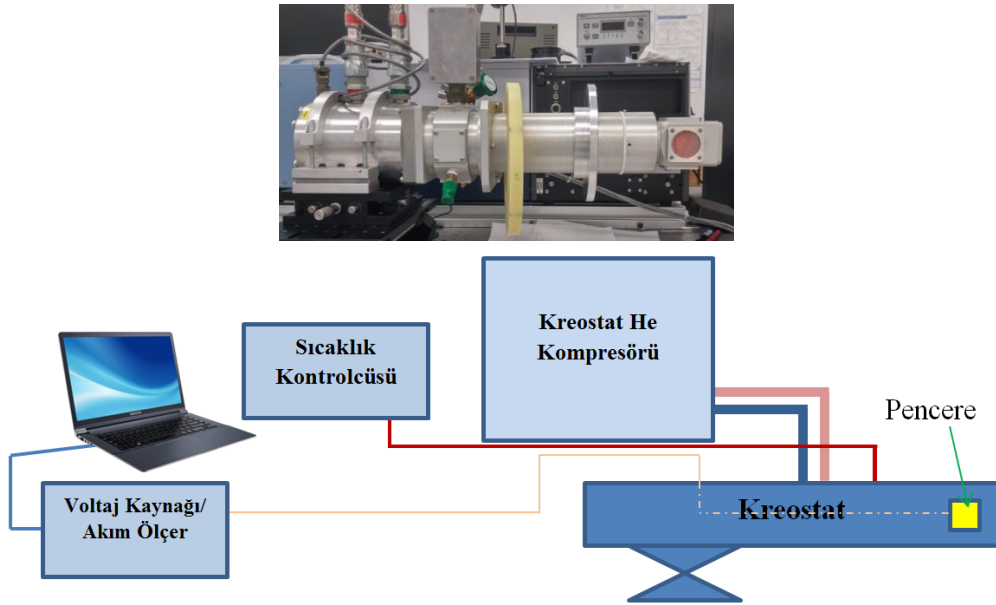 Kreostat He
Kompresörü
Sıcaklık
Kontrolcüsü
Pencere
Voltaj Kaynağı/
Akım Ölçer
Kreostat